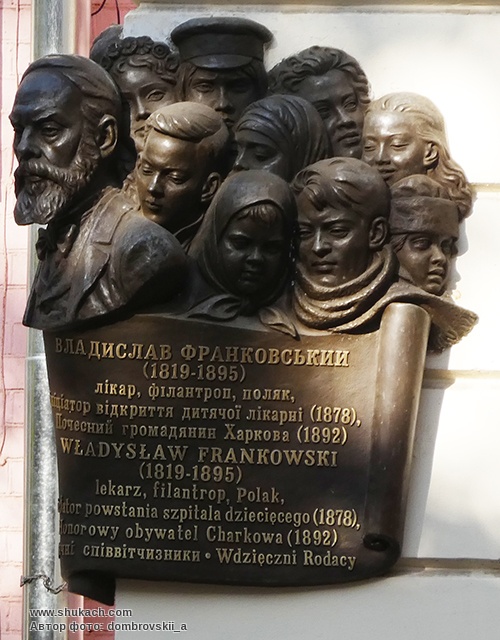 ВЛАДИСЛАВ ФРАНКОВСЬКИЙ
(1819-1895)
лікар, філантроп, поляк,
ініціатор відкриття дитячої лікарні (1878),
Почесний громадянин Харкова (1892)
WŁADYSŁAW FRANKOWSKI
(1819-1895)
lekarz, filantrop, Polak,
powstania szpitala dziecięcego (1878),
Honorowy obywatel Charkowa (1892)
співвітчизники • Wdzięczni Rodacy
www.shukach.com
Автор фото: dombrovskii_a